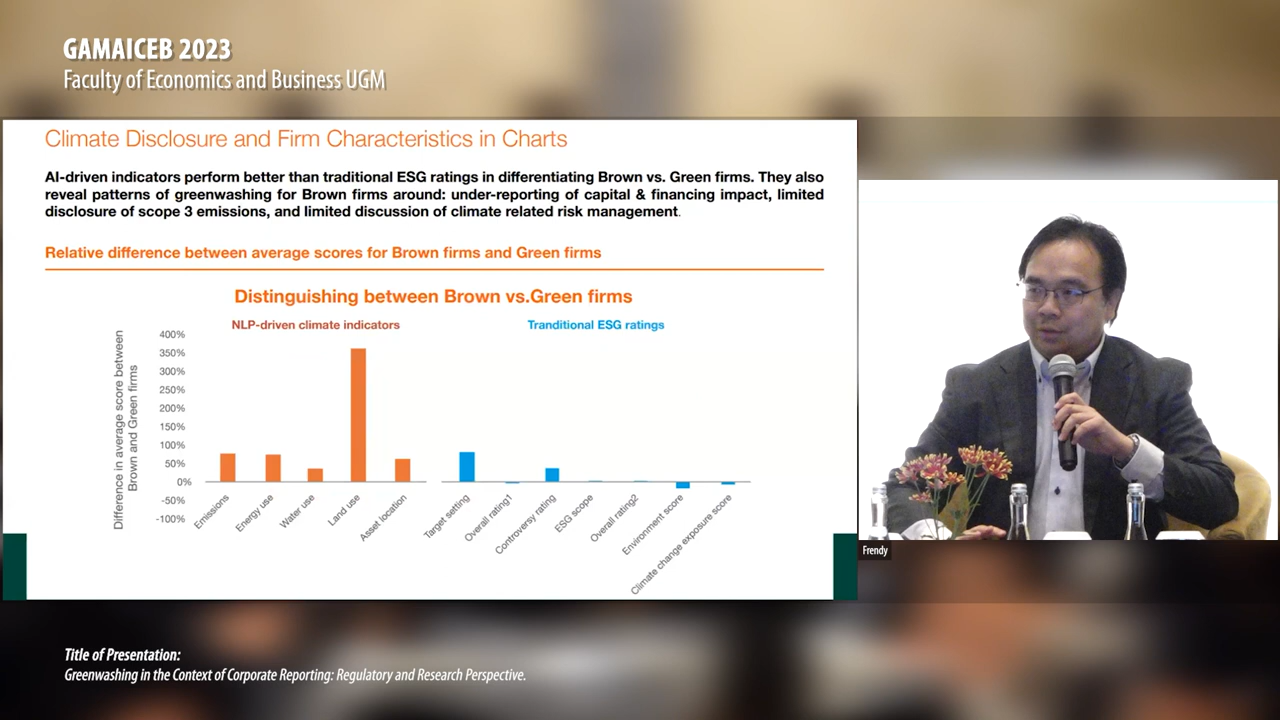 GAMAICEB 2023
Faculty of Economics and Business UGM
Climate Disclosure and Firm Characteristics in Charts
AI-driven indicators perform better than traditional ESG ratings in differentiating Brown vs. Green firms. They also
reveal patterns of greenwashing for Brown firms around: under-reporting of capital & financing impact, limited
disclosure of scope 3 emissions, and limited discussion of climate related risk management.
Relative difference between average scores for Brown firms and Green firms
Distinguishing between Brown vs.Green firms
NLP-driven climate indicators
Tranditional ESG ratings
Difference in average score between
Brown and Green firms
400%
350%
300%
250%
200%
150%
100%
50%
0%
-50%
-100%
Emissions
Energy use
Water use
Land use
Asset location
Target setting
Overall rating1
Controversy rating
ESG scope
Overall rating2
Environment score
Climate change exposure score
Frendy
Title of Presentation:
Greenwashing in the Context of Corporate Reporting: Regulatory and Research Perspective.